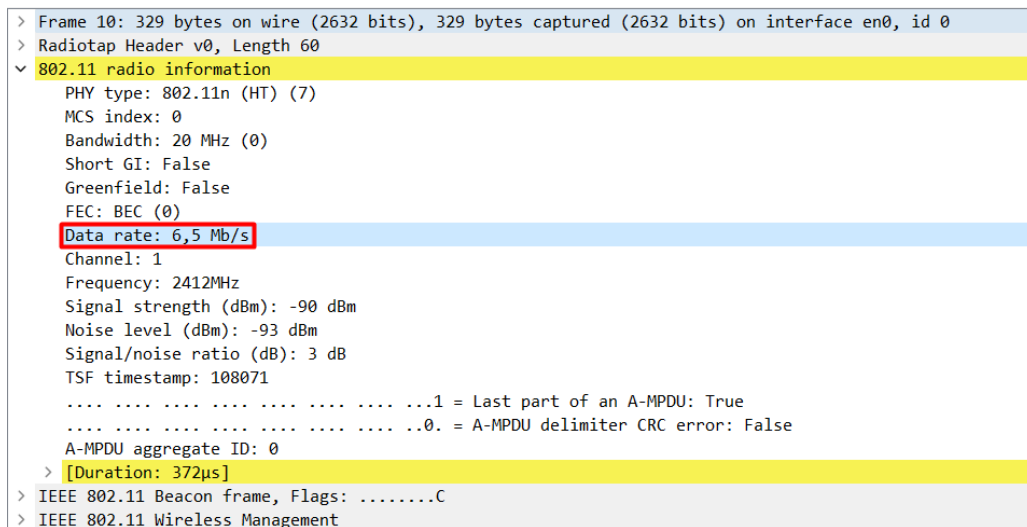 > Frame 10: 329 bytes on wire (2632 bits), 329 bytes captured (2632 bits) on interface en0, id 0
> Radiotap Header v0, Length 60
802.11 radio information
PHY type: 802.11n (HT) (7)
MCS index: 0
Bandwidth: 20 MHz (0)
Short GI: False
Greenfield: False
FEC: BEC (0)
Data rate: 6,5 Mb/s
Channel: 1
Frequency: 2412MHz
Signal strength (dBm): -90 dBm
Noise level (dBm): -93 dBm
Signal/noise ratio (dB): 3 dB
TSF timestamp: 108071
.... .... .... .... .... .... .... ...1 = Last part of an A-MPDU: True
.... .... .... .... .... .... .... ..0. = A-MPDU delimiter CRC error: False
A-MPDU aggregate ID: 0
> [Duration: 372µs]
> IEEE 802.11 Beacon frame, Flags: ........C
> IEEE 802.11 Wireless Management